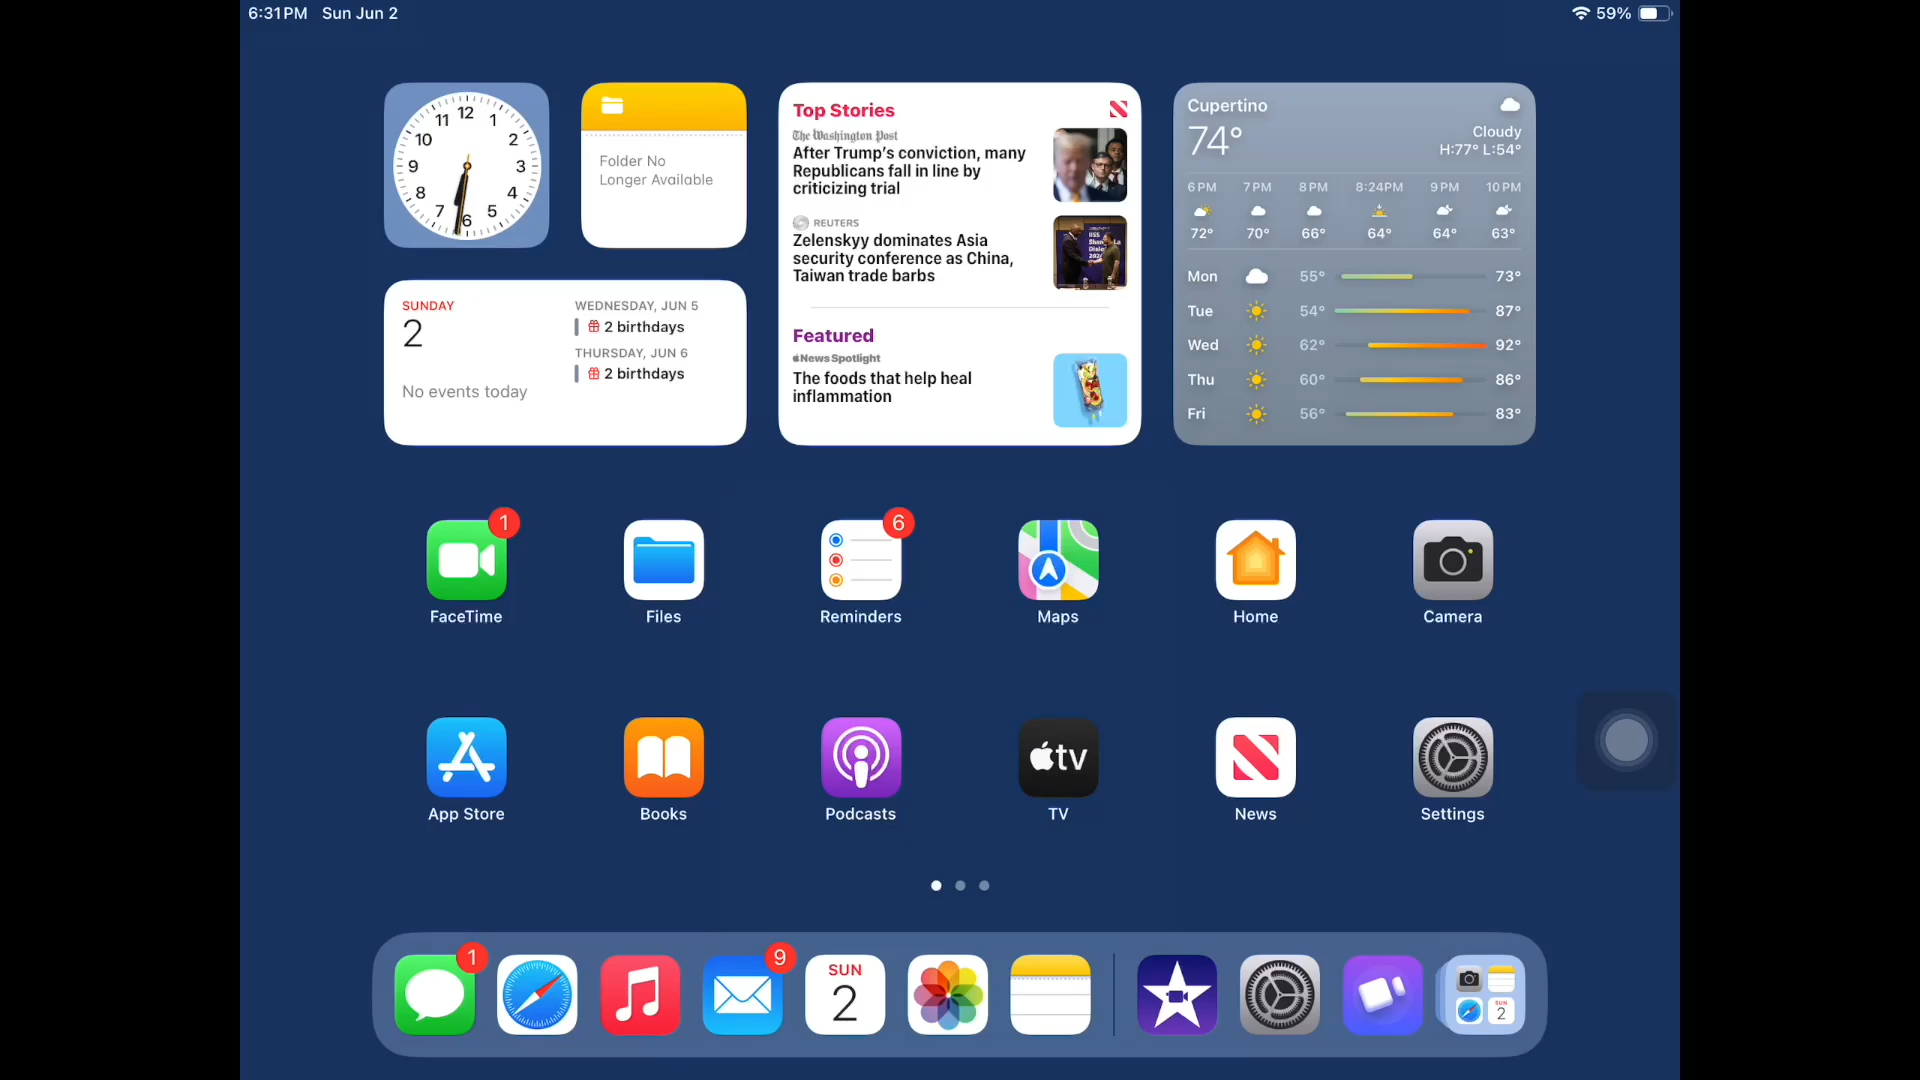 6:31PM Sun Jun 2
59%
12
11 1
10 2
9 3
8 4
7 5
6
Folder No
Longer Available
SUNDAY
2
No events today
WEDNESDAY, JUN 5
2 birthdays
THURSDAY, JUN 6
2 birthdays
Top Stories
The Washington Post
After Trump’s conviction, many
Republicans fall in line by
criticizing trial
REUTERS
Zelenskyy dominates Asia
security conference as China,
Taiwan trade barbs
Featured
News Spotlight
The foods that help heal
inflammation
Cupertino
74°
Cloudy
H:77° L:54°
6PM 7PM 8PM 8:24PM 9PM 10PM
72° 70° 66° 64° 64° 63°
Mon 55° 73°
Tue 54° 87°
Wed 62° 92°
Thu 60° 86°
Fri 56° 83°
1 6
FaceTime Files Reminders Maps Home Camera
tv
App Store Books Podcasts TV News Settings
1 9
SUN
2
SUN
2